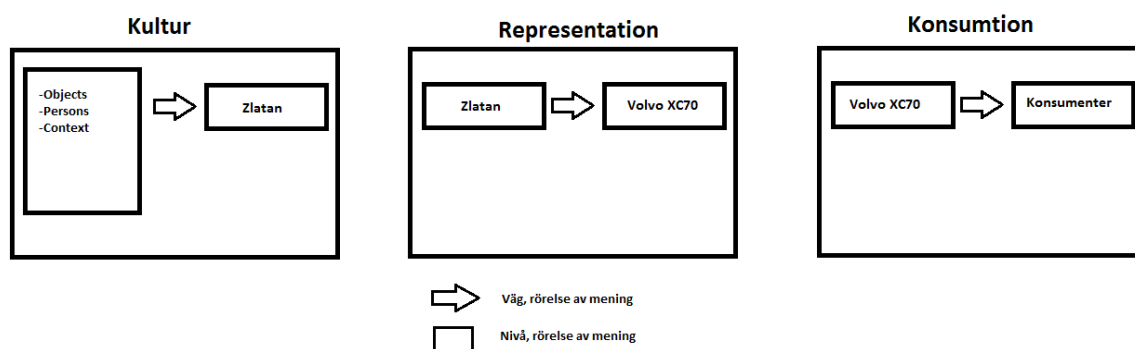 Kultur
-Objects
-Persons
-Context
Zlatan
Representation
Zlatan
Volvo XC70
Konsumtion
Volvo XC70
Konsumenter
Väg, rörelse av mening
Nivå, rörelse av mening